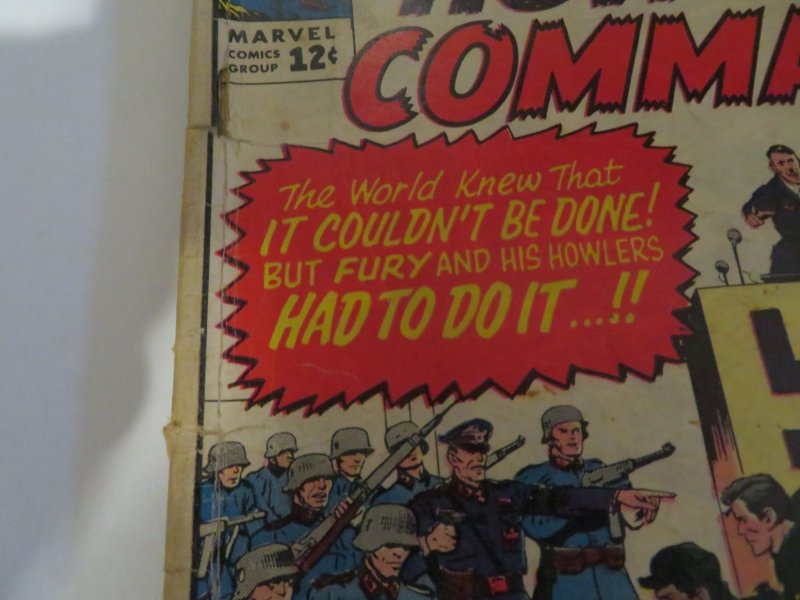 MARVEL
COMICS
GROUP 12¢
COMMA
The World Knew That
IT COULDN'T BE DONE!
BUT FURY AND HIS HOWLERS
HAD TO DO IT...!!